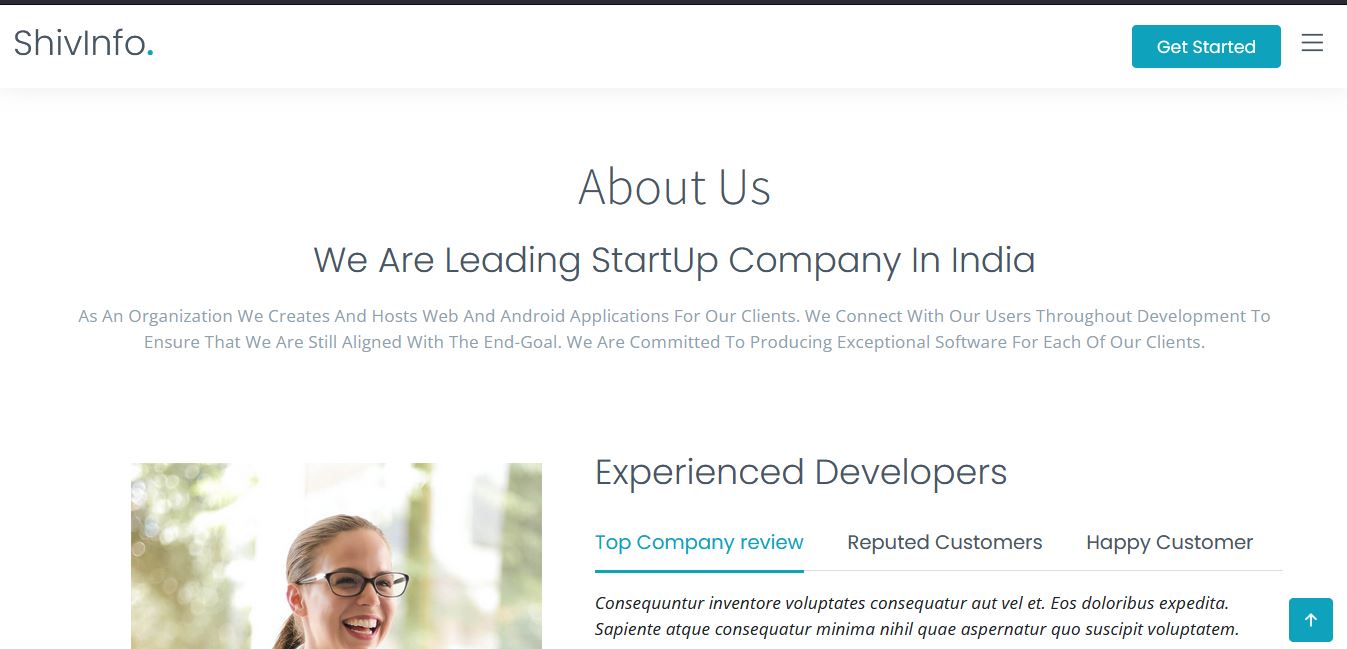 ShivInfo.
Get Started
About Us
We Are Leading StartUp Company In India
As An Organization We Creates And Hosts Web And Android Applications For Our Clients. We Connect With Our Users Throughout Development To
Ensure That We Are Still Aligned With The End-Goal. We Are Committed To Producing Exceptional Software For Each Of Our Clients.
Experienced Developers
Top Company review
Reputed Customers
Happy Customer
Consequuntur inventore voluptates consequatur aut vel et. Eos doloribus expedita.
Sapiente atque consequatur minima nihil quae aspernatur quo suscipit voluptatem.